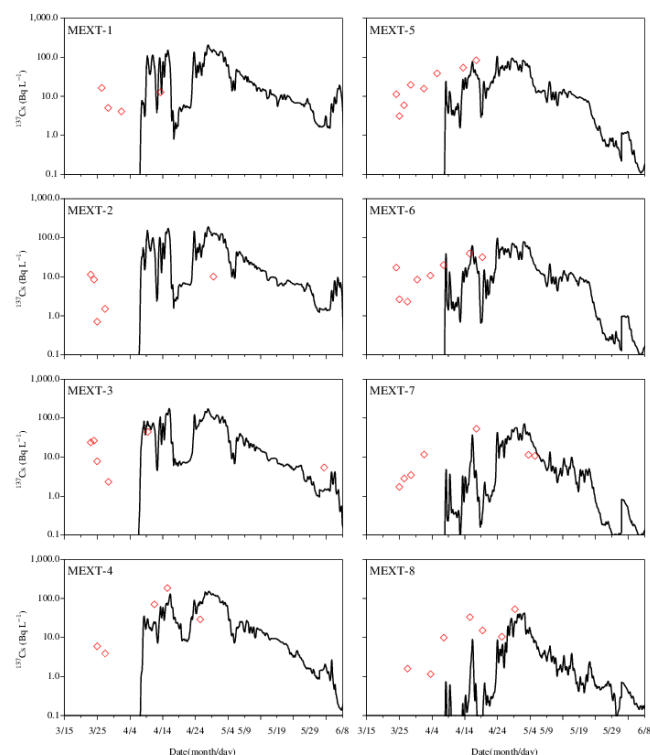 MEXT-1
MEXT-5
1,000.0
100.0
10.0
1.0
0.1
¹³⁷Cs (Bq L⁻¹)
MEXT-2
MEXT-6
1,000.0
100.0
10.0
1.0
0.1
¹³⁷Cs (Bq L⁻¹)
MEXT-3
MEXT-7
1,000.0
100.0
10.0
1.0
0.1
¹³⁷Cs (Bq L⁻¹)
MEXT-4
MEXT-8
1,000.0
100.0
10.0
1.0
0.1
¹³⁷Cs (Bq L⁻¹)
3/15 3/25 4/4 4/14 4/24 5/4 5/9 5/19 5/29 6/8
3/15 3/25 4/4 4/14 4/24 5/4 5/9 5/19 5/29 6/8
Date(month/day)
Date(month/day)